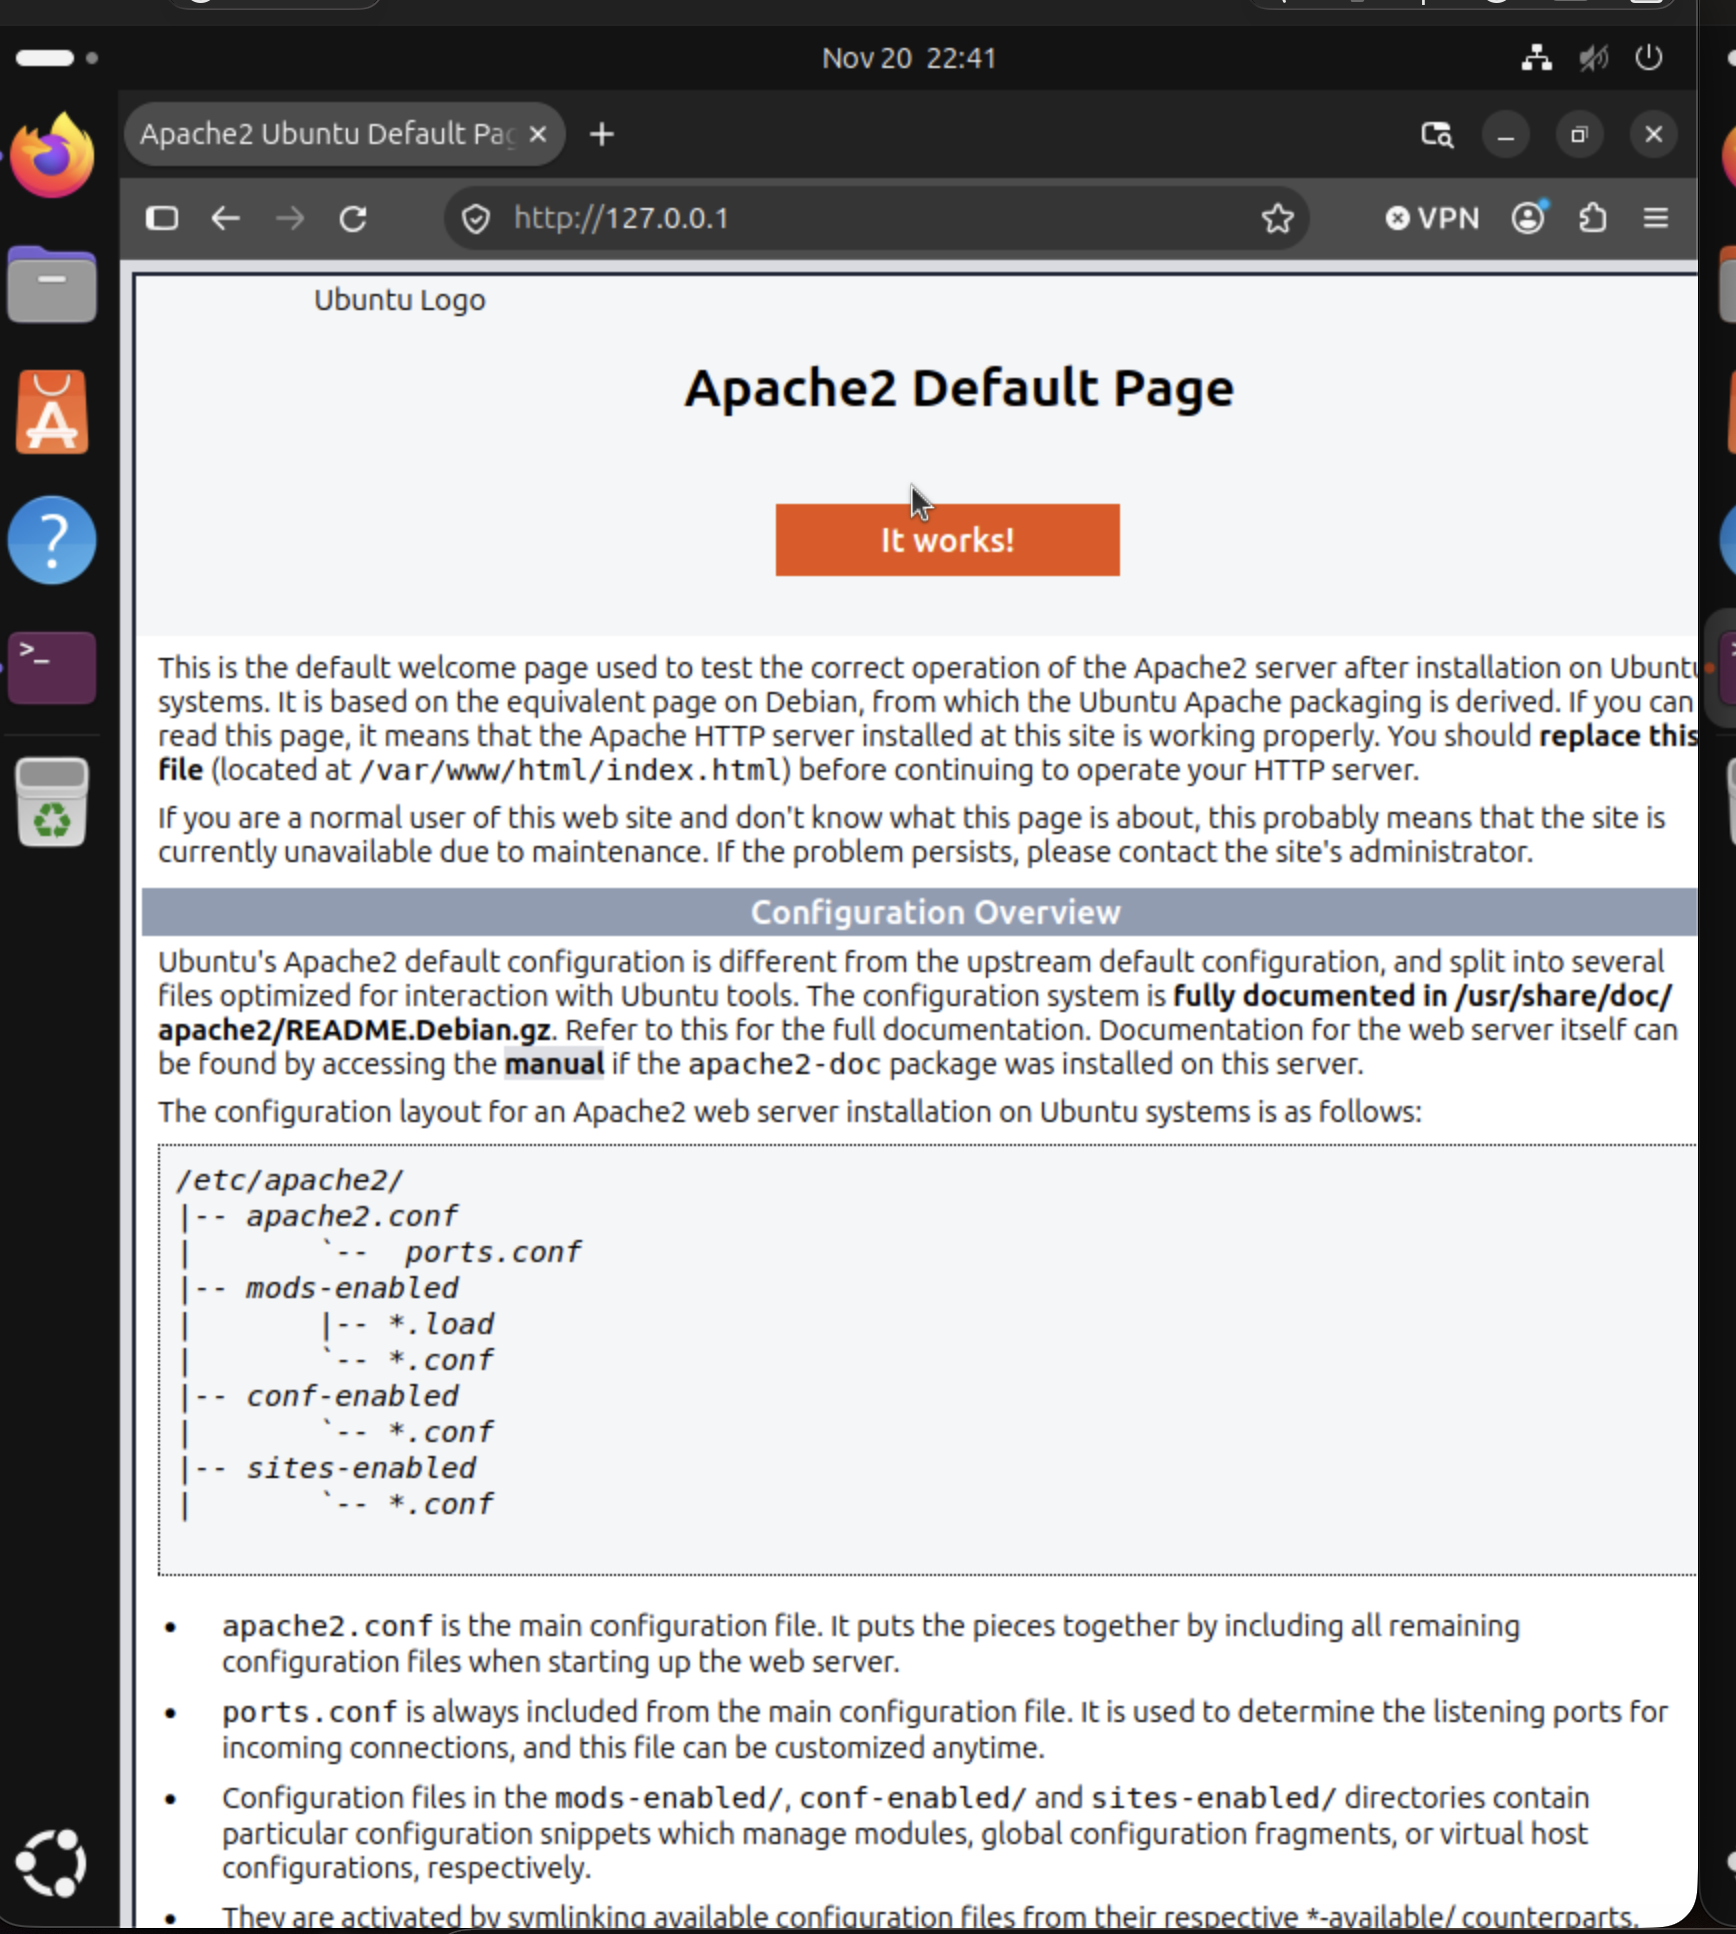 Nov 20 22:41
Apache2 Ubuntu Default Pag
http://127.0.0.1
VPN
Ubuntu Logo
Apache2 Default Page
It works!
This is the default welcome page used to test the correct operation of the Apache2 server after installation on Ubuntu
systems. It is based on the equivalent page on Debian, from which the Ubuntu Apache packaging is derived. If you can
read this page, it means that the Apache HTTP server installed at this site is working properly. You should replace this
file (located at /var/www/html/index.html) before continuing to operate your HTTP server.
If you are a normal user of this web site and don't know what this page is about, this probably means that the site is
currently unavailable due to maintenance. If the problem persists, please contact the site's administrator.
Configuration Overview
Ubuntu's Apache2 default configuration is different from the upstream default configuration, and split into several
files optimized for interaction with Ubuntu tools. The configuration system is fully documented in /usr/share/doc/
apache2/README.Debian.gz. Refer to this for the full documentation. Documentation for the web server itself can
be found by accessing the manual if the apache2-doc package was installed on this server.
The configuration layout for an Apache2 web server installation on Ubuntu systems is as follows:
/etc/apache2/
|-- apache2.conf
|       `--  ports.conf
|-- mods-enabled
|       |-- *.load
|       `-- *.conf
|-- conf-enabled
|       `-- *.conf
|-- sites-enabled
|       `-- *.conf
• apache2.conf is the main configuration file. It puts the pieces together by including all remaining
configuration files when starting up the web server.
• ports.conf is always included from the main configuration file. It is used to determine the listening ports for
incoming connections, and this file can be customized anytime.
• Configuration files in the mods-enabled/, conf-enabled/ and sites-enabled/ directories contain
particular configuration snippets which manage modules, global configuration fragments, or virtual host
configurations, respectively.
• They are activated by symlinking available configuration files from their respective *-available/ counterparts.